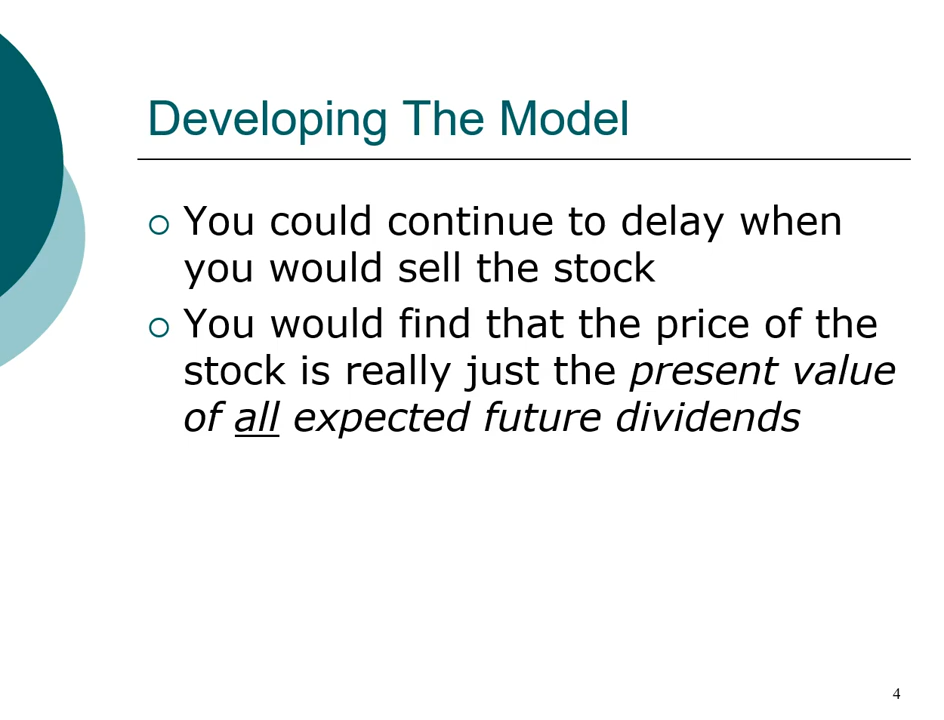 Developing The Model
You could continue to delay when
you would sell the stock
You would find that the price of the
stock is really just the present value
of all expected future dividends
4